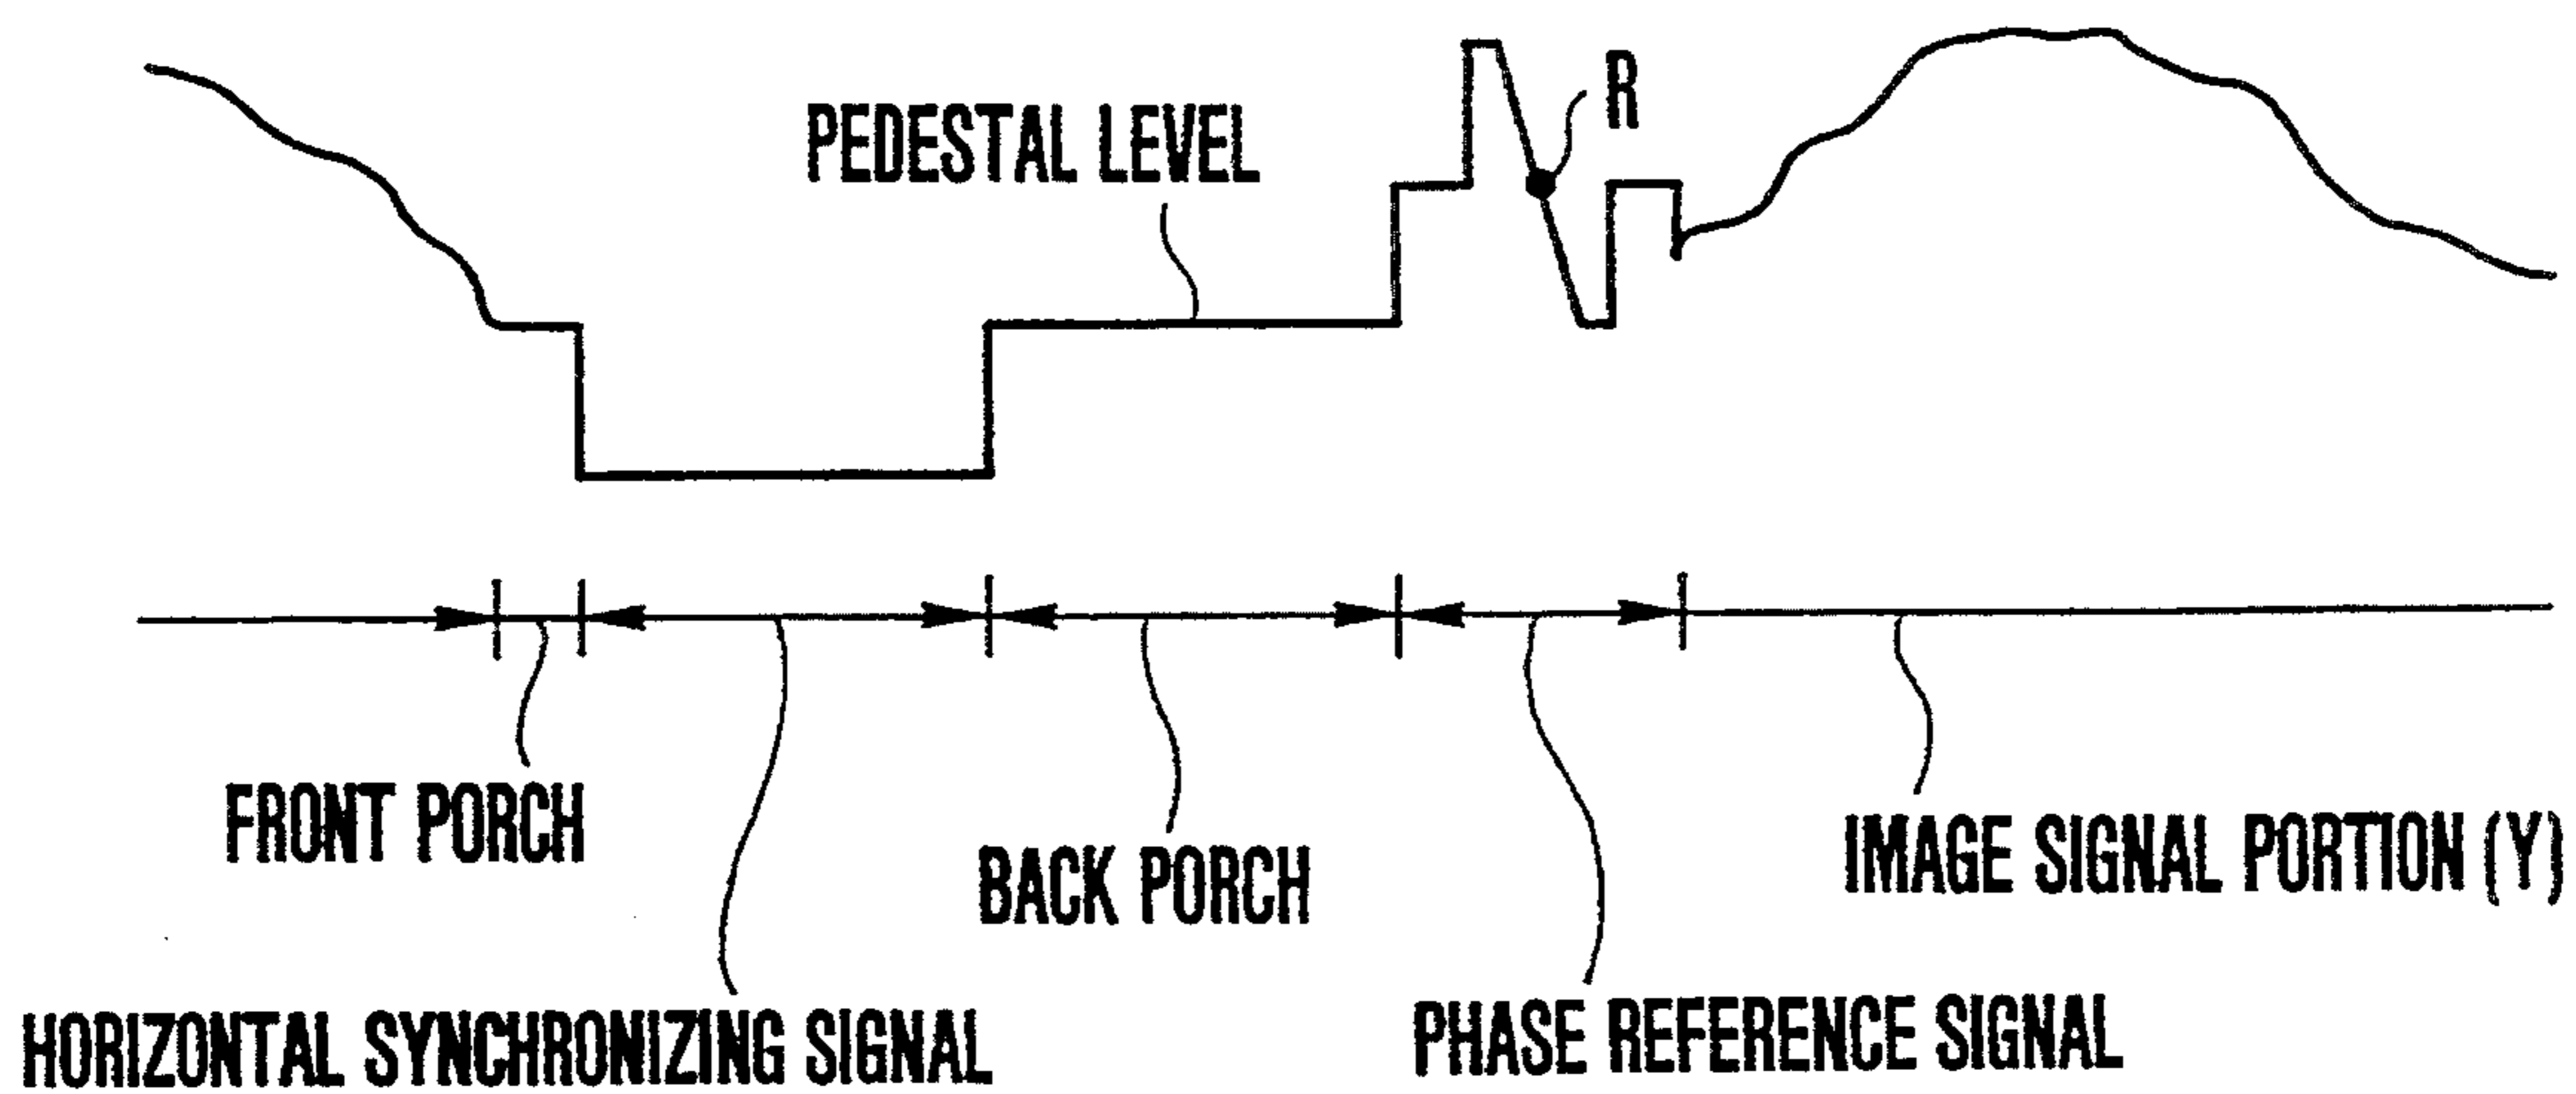 PEDESTAL LEVEL
R
FRONT PORCH
BACK PORCH
IMAGE SIGNAL PORTION (Y)
HORIZONTAL SYNCHRONIZING SIGNAL
PHASE REFERENCE SIGNAL